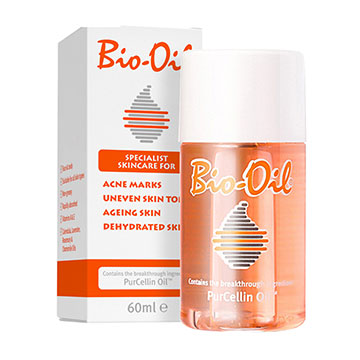 Bio-Oil
SPECIALIST
SKINCARE FOR
ACNE MARKS
UNEVEN SKIN TO
AGEING SKIN
DEHYDRATED SKI
Contains the breakthrough ingre
PurCellin Oil™
60ml e
Bio-Oil®
Contains the breakthrough ingredient
PurCellin Oil™